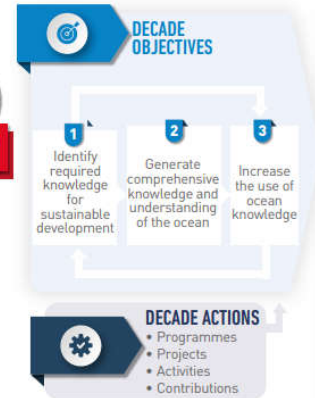 DECADE
OBJECTIVES
1
Identify
required
knowledge
for
sustainable
development
2
Generate
comprehensive
knowledge and
understanding
of the ocean
3
Increase
the use of
ocean
knowledge
DECADE ACTIONS
• Programmes
• Projects
• Activities
• Contributions